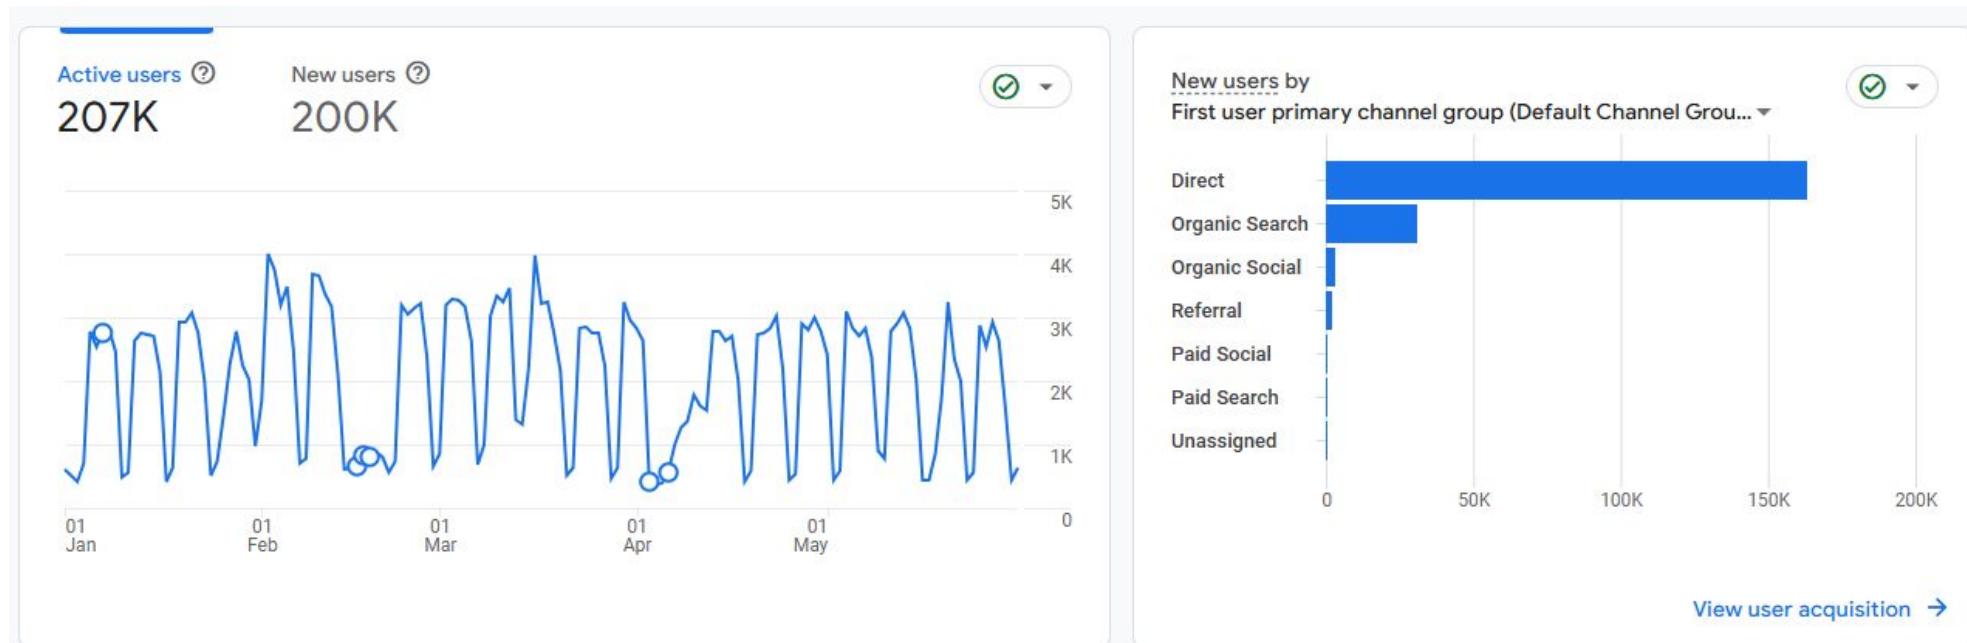 Active users
207K
New users
200K
5K
4K
3K
2K
1K
0
01
Jan
01
Feb
01
Mar
01
Apr
01
May
New users by
First user primary channel group (Default Channel Grou...
Direct
Organic Search
Organic Social
Referral
Paid Social
Paid Search
Unassigned
0
50K
100K
150K
200K
View user acquisition